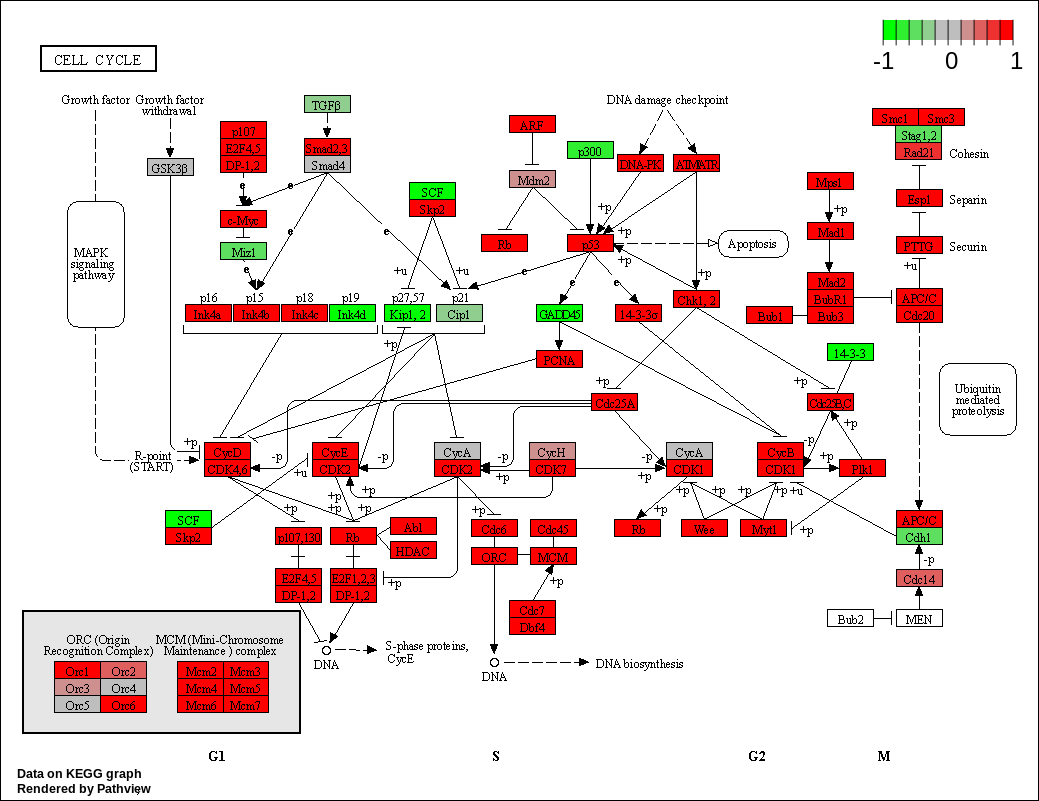 -1 0 1
CELL CYCLE
Growth factor
Growth factor
withdrawal
TGFβ
DNA damage checkpoint
GSK3β
p107
E2F4,5
DP-1,2
Smad2,3
Smad4
ARF
p300
DNA-PK
ATMATR
Smc1
Smc3
Stag1,2
Rad21
Cohesin
Mdm2
SCF
Skp2
Mps1
Esp1
Separin
e
e
+p
+p
c-Myc
Miz1
e
e
Rb
p53
+p
Apoptosis
Mad1
PTTG
Securin
+u
MAPK
signaling
pathway
+u
+u
e
e
e
+p
Mad2
BubR1
Bub3
Bub1
APC/C
Cdc20
p16
p15
p18
p19
p27,57
p21
Ink4a
Ink4b
Ink4c
Ink4d
Kip1, 2
Cip1
GADD45
14-3-3σ
Chk1, 2
+p
PCNA
14-3-3
+p
+p
Cdc25A
Cdc25B,C
Ubiquitin
mediated
proteolysis
R-point
(START)
+p
CycD
CDK4,6
-p
+u
CycE
CDK2
-p
CycA
CDK2
-p
+p
CycH
CDK7
-p
+p
CycA
CDK1
CycB
CDK1
-p
+p
+p
Plk1
SCF
Skp2
+p
+p
+p
+p
+p
+p
+p
+p
+p
+u
p107,130
Rb
Abl
HDAC
Cdc6
Cdc45
ORC
MCM
Rb
Wee
Myt1
+p
APC/C
Cdh1
-p
Cdc14
E2F4,5
DP-1,2
E2F1,2,3
DP-1,2
+p
+p
Cdc7
Dbf4
Bub2
MEN
DNA
S-phase proteins,
CycE
DNA
DNA biosynthesis
ORC (Origin
Recognition Complex)
MCM (Mini-Chromosome
Maintenance ) complex
Orc1
Orc2
Mcm2
Mcm3
Orc3
Orc4
Mcm4
Mcm5
Orc5
Orc6
Mcm6
Mcm7
G1
S
G2
M
Data on KEGG graph
Rendered by Pathview